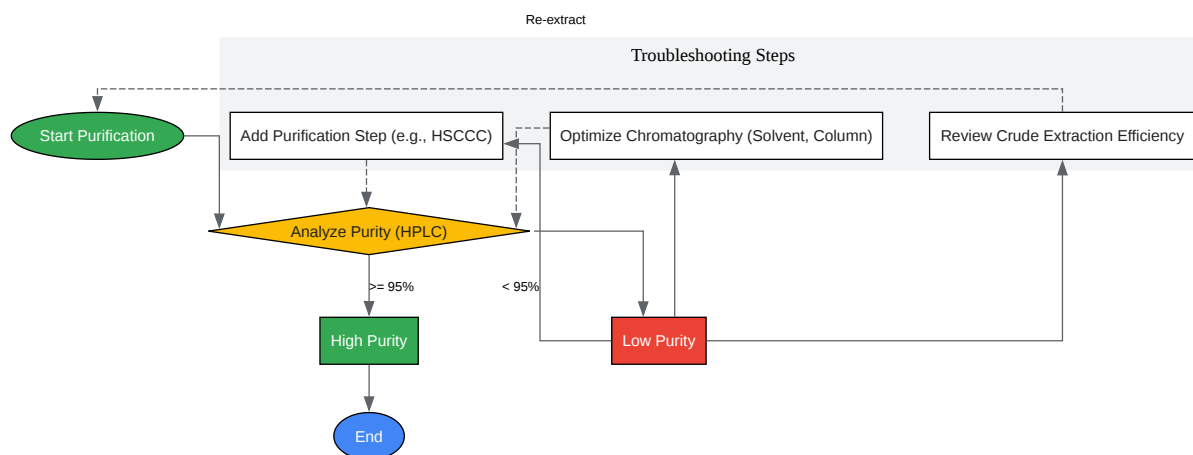 Re-extract
Troubleshooting Steps
Start Purification
Add Purification Step (e.g., HSCCC)
Optimize Chromatography (Solvent, Column)
Review Crude Extraction Efficiency
Analyze Purity (HPLC)
>= 95%
< 95%
High Purity
Low Purity
End